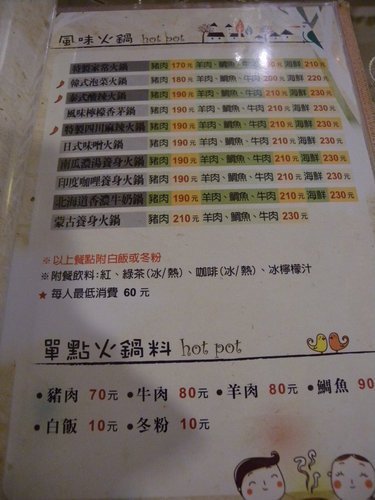 風味火鍋 hot pot
特製家常火鍋 豬肉 170元 羊肉、鯛魚、牛肉 190元 海鮮 210元
韓式泡菜火鍋 豬肉 180元 羊肉、鯛魚、牛肉 200元 海鮮 220元
泰式酸辣火鍋 豬肉 190元 羊肉、鯛魚、牛肉 210元 海鮮 230元
風味檸檬香茅鍋 豬肉 190元 羊肉、鯛魚、牛肉 210元 海鮮 230元
特製四川麻辣火鍋 豬肉 190元 羊肉、鯛魚、牛肉 210元 海鮮 230元
日式味噌火鍋 豬肉 190元 羊肉、鯛魚、牛肉 210元 海鮮 230元
南瓜濃湯養身火鍋 豬肉 190元 羊肉、鯛魚、牛肉 210元 海鮮 230元
印度咖哩養身火鍋 豬肉 190元 羊肉、鯛魚、牛肉 210元 海鮮 230元
北海道香濃牛奶鍋 豬肉 190元 羊肉、鯛魚、牛肉 210元 海鮮 230元
蒙古養身火鍋 豬肉 210元 羊肉、鯛魚、牛肉 230元
※以上餐點附白飯或冬粉
※附餐飲料:紅、綠茶(冰/熱)、咖啡(冰/熱)、冰檸檬汁
★ 每人最低消費 60 元
單點火鍋料 hot pot
•豬肉 70元 •牛肉 80元 •羊肉 80元 •鯛魚 90
•白飯 10元 •冬粉 10元